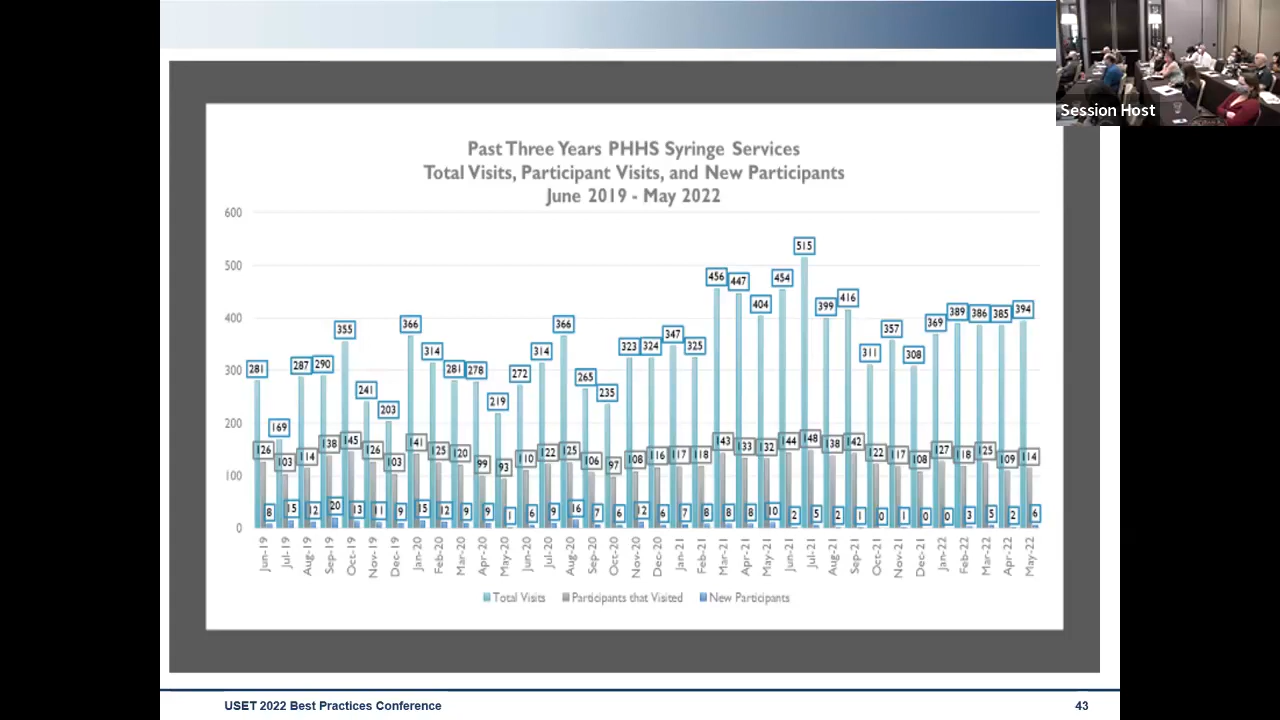 Session Host
Past Three Years PHHS Syringe Services
Total Visits, Participant Visits, and New Participants
June 2019 - May 2022
600
500
400
300
200
100
0
281 169 287 290 355 241 203 366 314 281 278 219 272 314 366 265 235 323 324 347 325 456 447 404 454 515 399 416 311 357 308 369 389 386 385 394
126 103 114 138 145 126 103 141 125 120 99 93 110 122 125 106 97 108 116 117 118 143 133 132 144 148 138 142 122 117 108 127 118 125 109 114
8 15 12 20 13 11 9 15 12 9 9 1 6 9 16 7 6 12 6 7 8 8 8 10 2 5 2 1 0 1 0 0 3 5 2 6
Jun-19 Jul-19 Aug-19 Sep-19 Oct-19 Nov-19 Dec-19 Jan-20 Feb-20 Mar-20 Apr-20 May-20 Jun-20 Jul-20 Aug-20 Sep-20 Oct-20 Nov-20 Dec-20 Jan-21 Feb-21 Mar-21 Apr-21 May-21 Jun-21 Jul-21 Aug-21 Sep-21 Oct-21 Nov-21 Dec-21 Jan-22 Feb-22 Mar-22 Apr-22 May-22
Total Visits Participants that Visited New Participants
USET 2022 Best Practices Conference 43